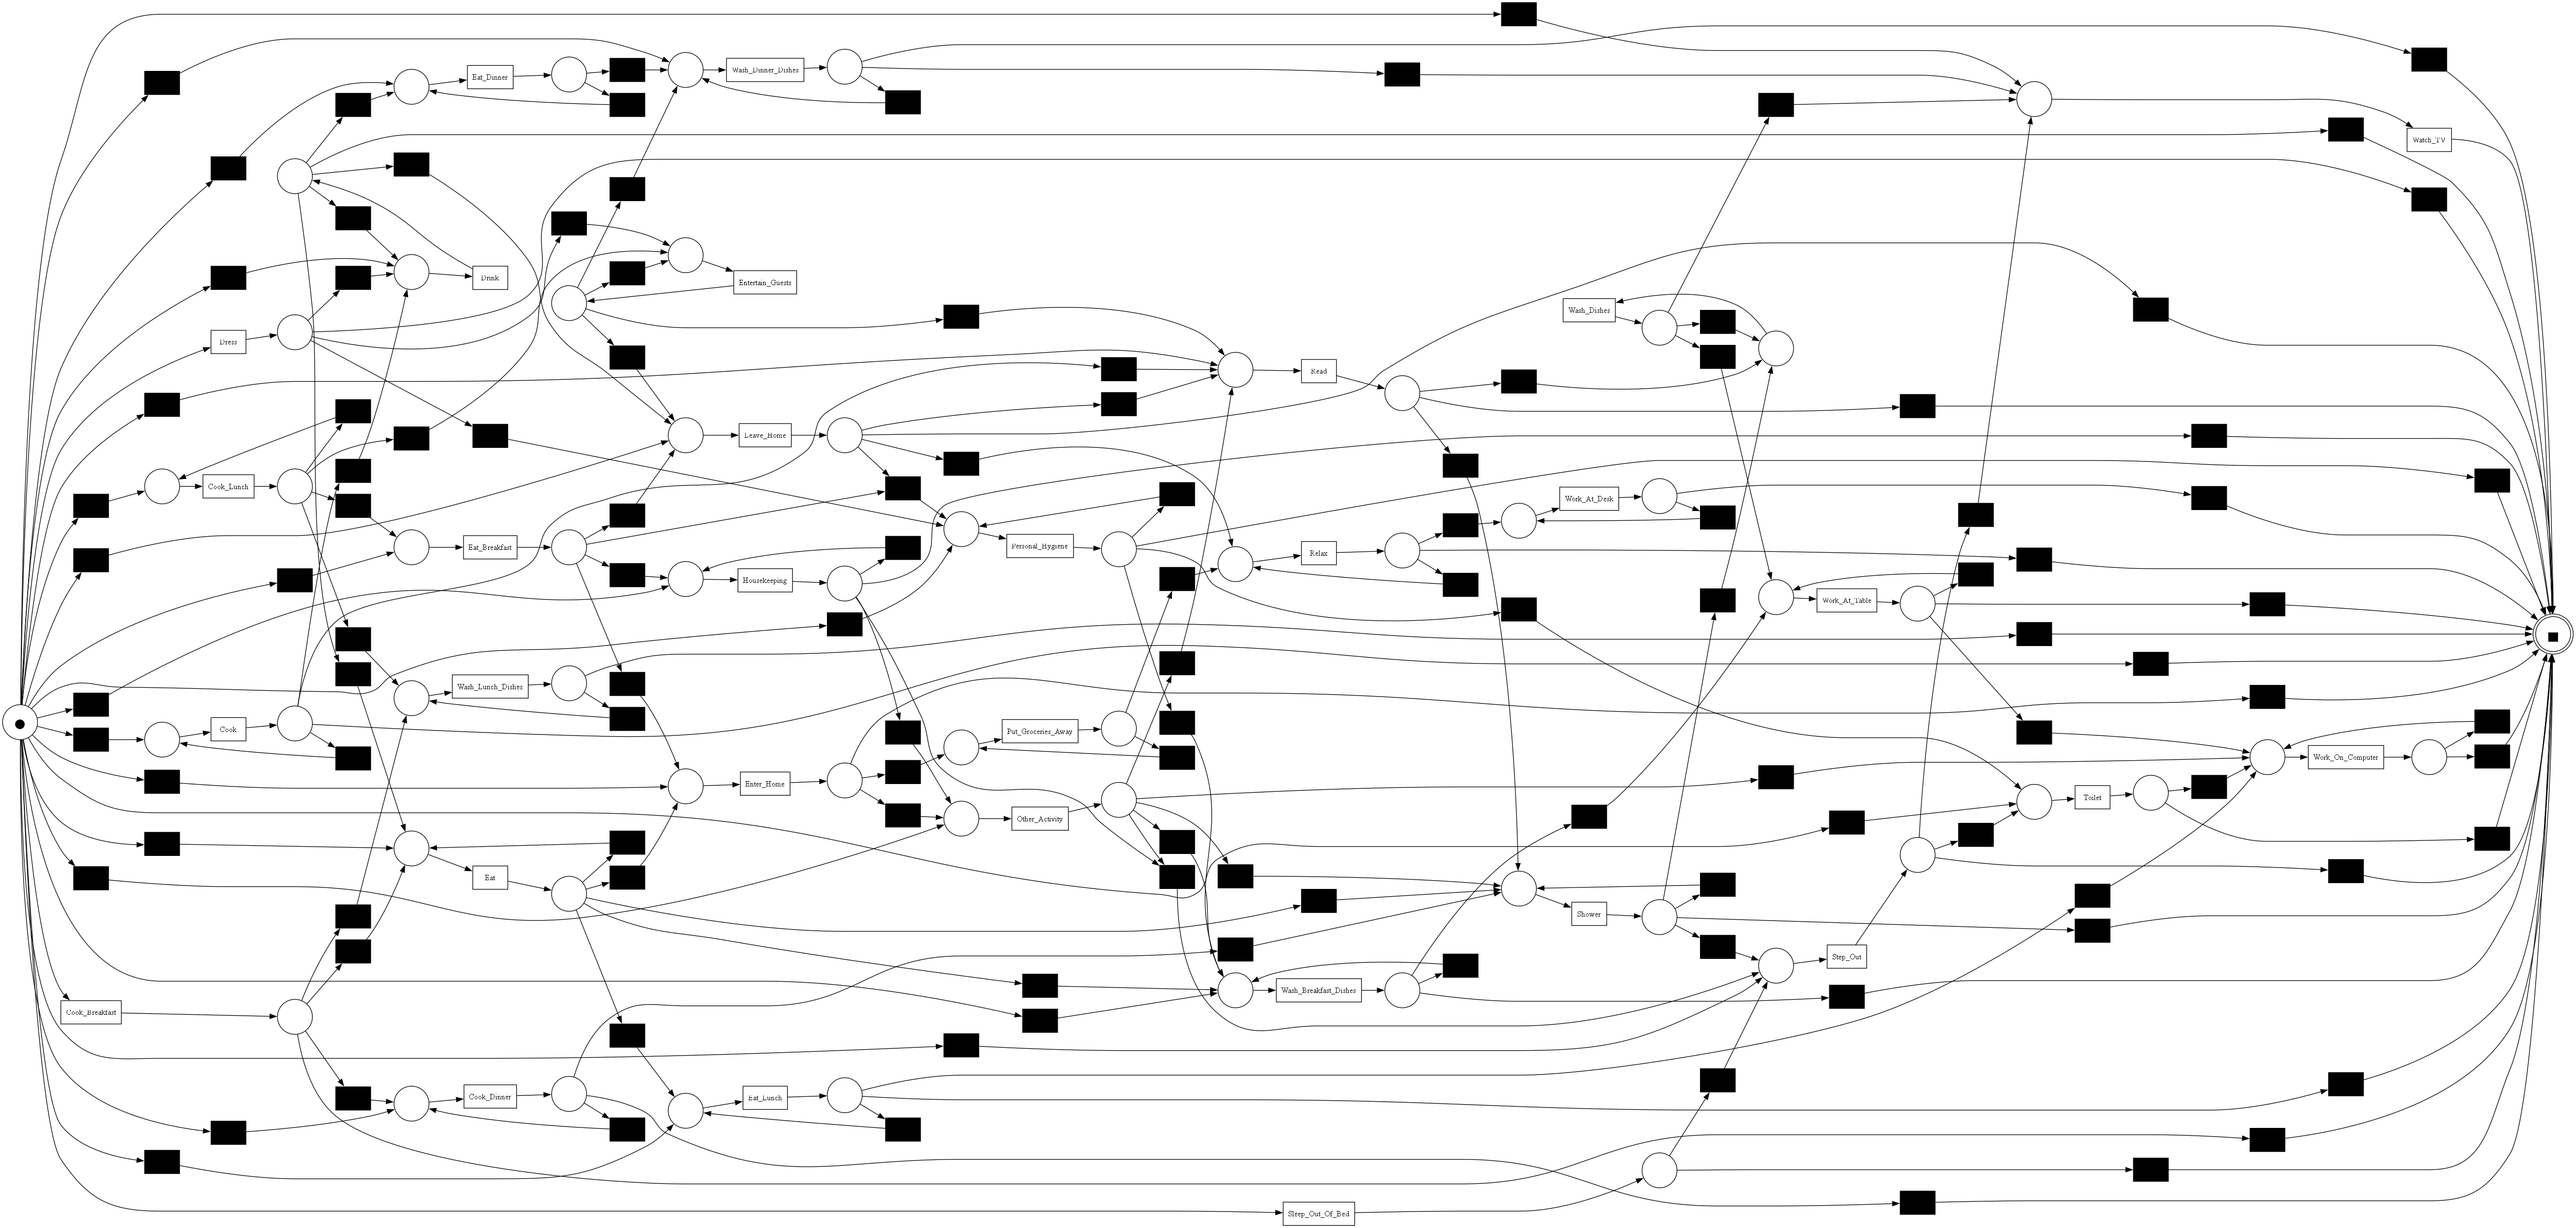 Eat_Dinner
Wash_Dinner_Dishes
Watch_TV
Drink
Entertain_Guests
Wash_Dishes
Dress
Read
Leave_Home
Cook_Lunch
Work_At_Desk
Eat_Breakfast
Personal_Hygiene
Relax
Housekeeping
Work_At_Table
Wash_Lunch_Dishes
Cook
Put_Groceries_Away
Work_On_Computer
Enter_Home
Toilet
Other_Activity
Eat
Shower
Step_Out
Wash_Breakfast_Dishes
Cook_Breakfast
Cook_Dinner
Eat_Lunch
Sleep_Out_Of_Bed